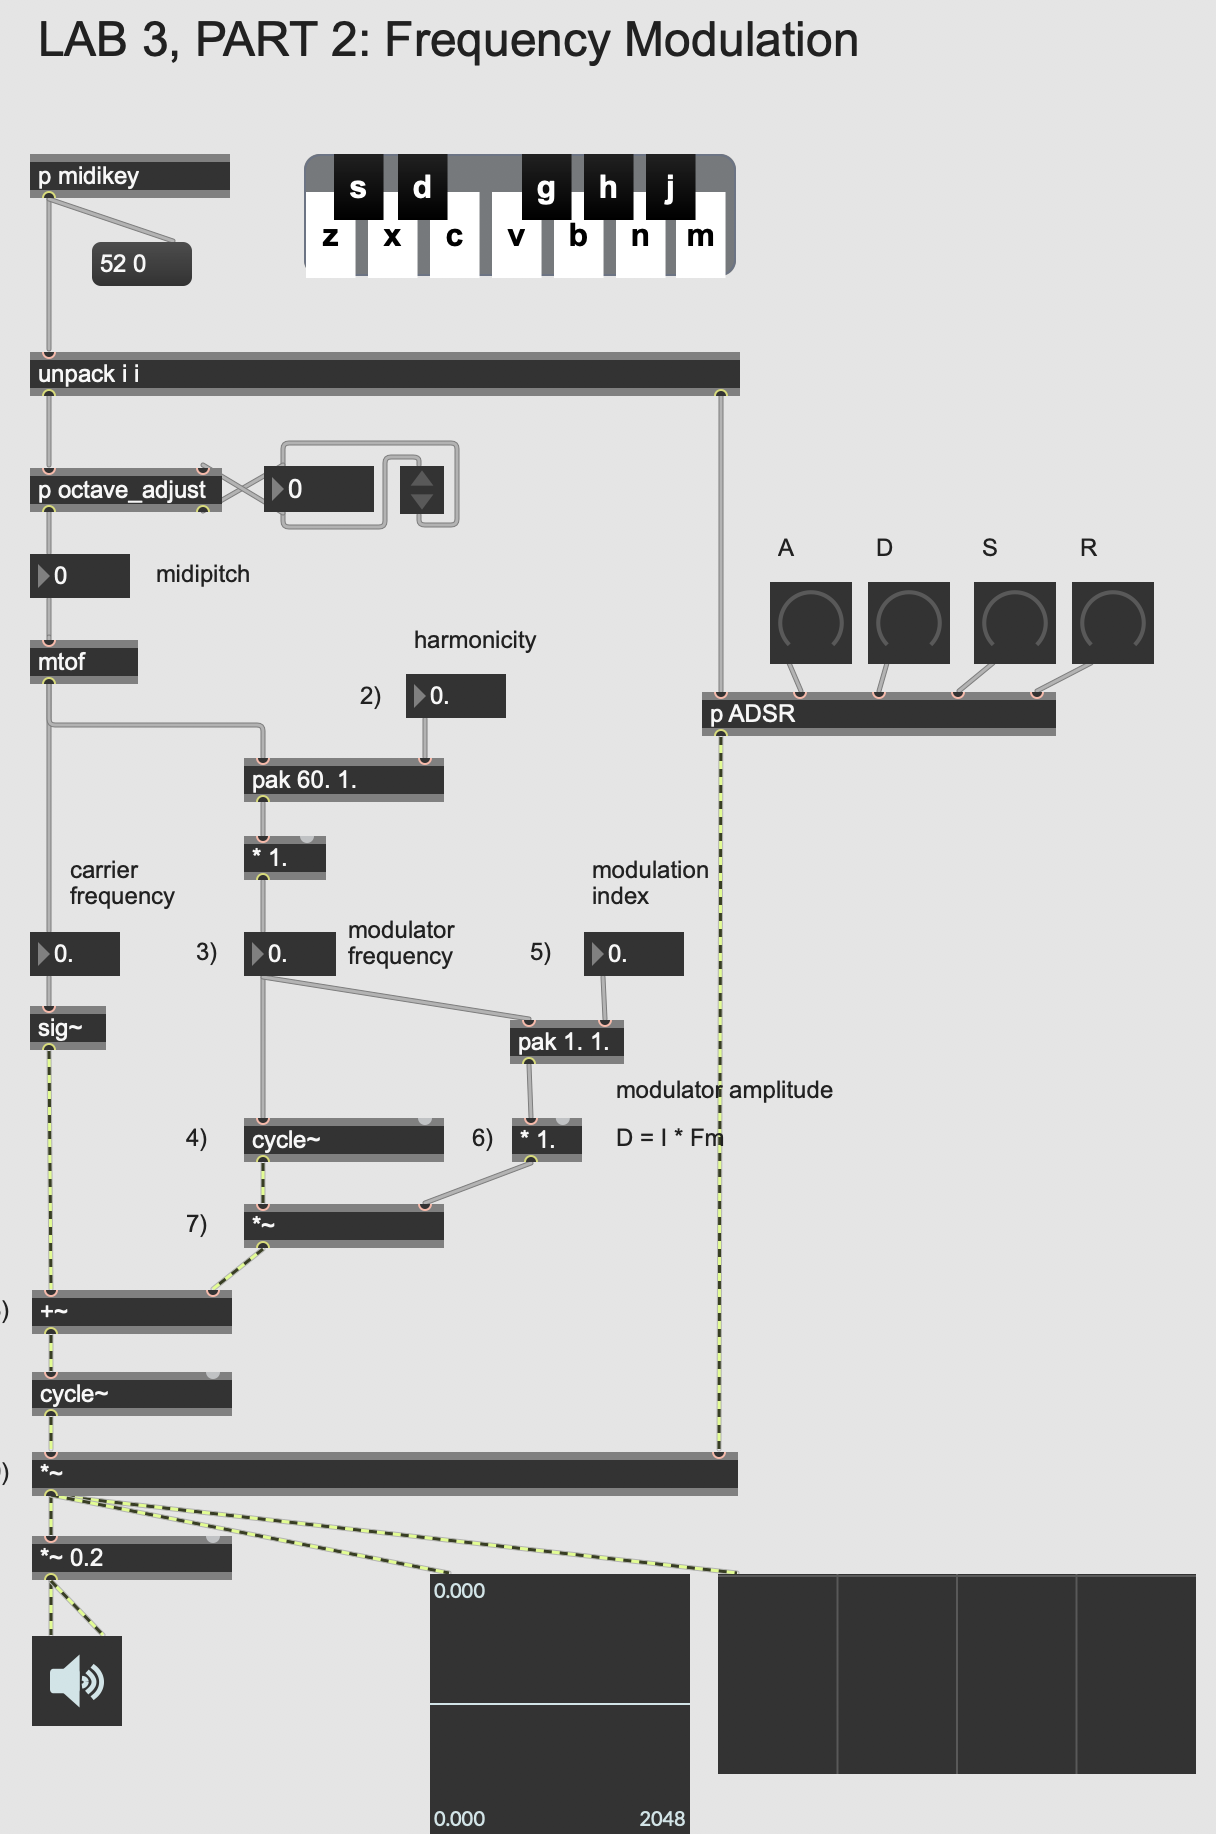 LAB 3, PART 2: Frequency Modulation
p midikey
52 0
s d g h j
z x c v b n m
unpack i i
p octave_adjust
0
0
midipitch
mtof
harmonicity
2)
0.
A D S R
p ADSR
pak 60. 1.
* 1.
carrier
frequency
0.
3)
0.
modulator
frequency
modulation
index
5)
0.
sig~
pak 1. 1.
modulator amplitude
4)
cycle~
6)
* 1.
D = I * Fm
7)
*~
)
+~
cycle~
)
*~
*~ 0.2
0.000
0.000
2048